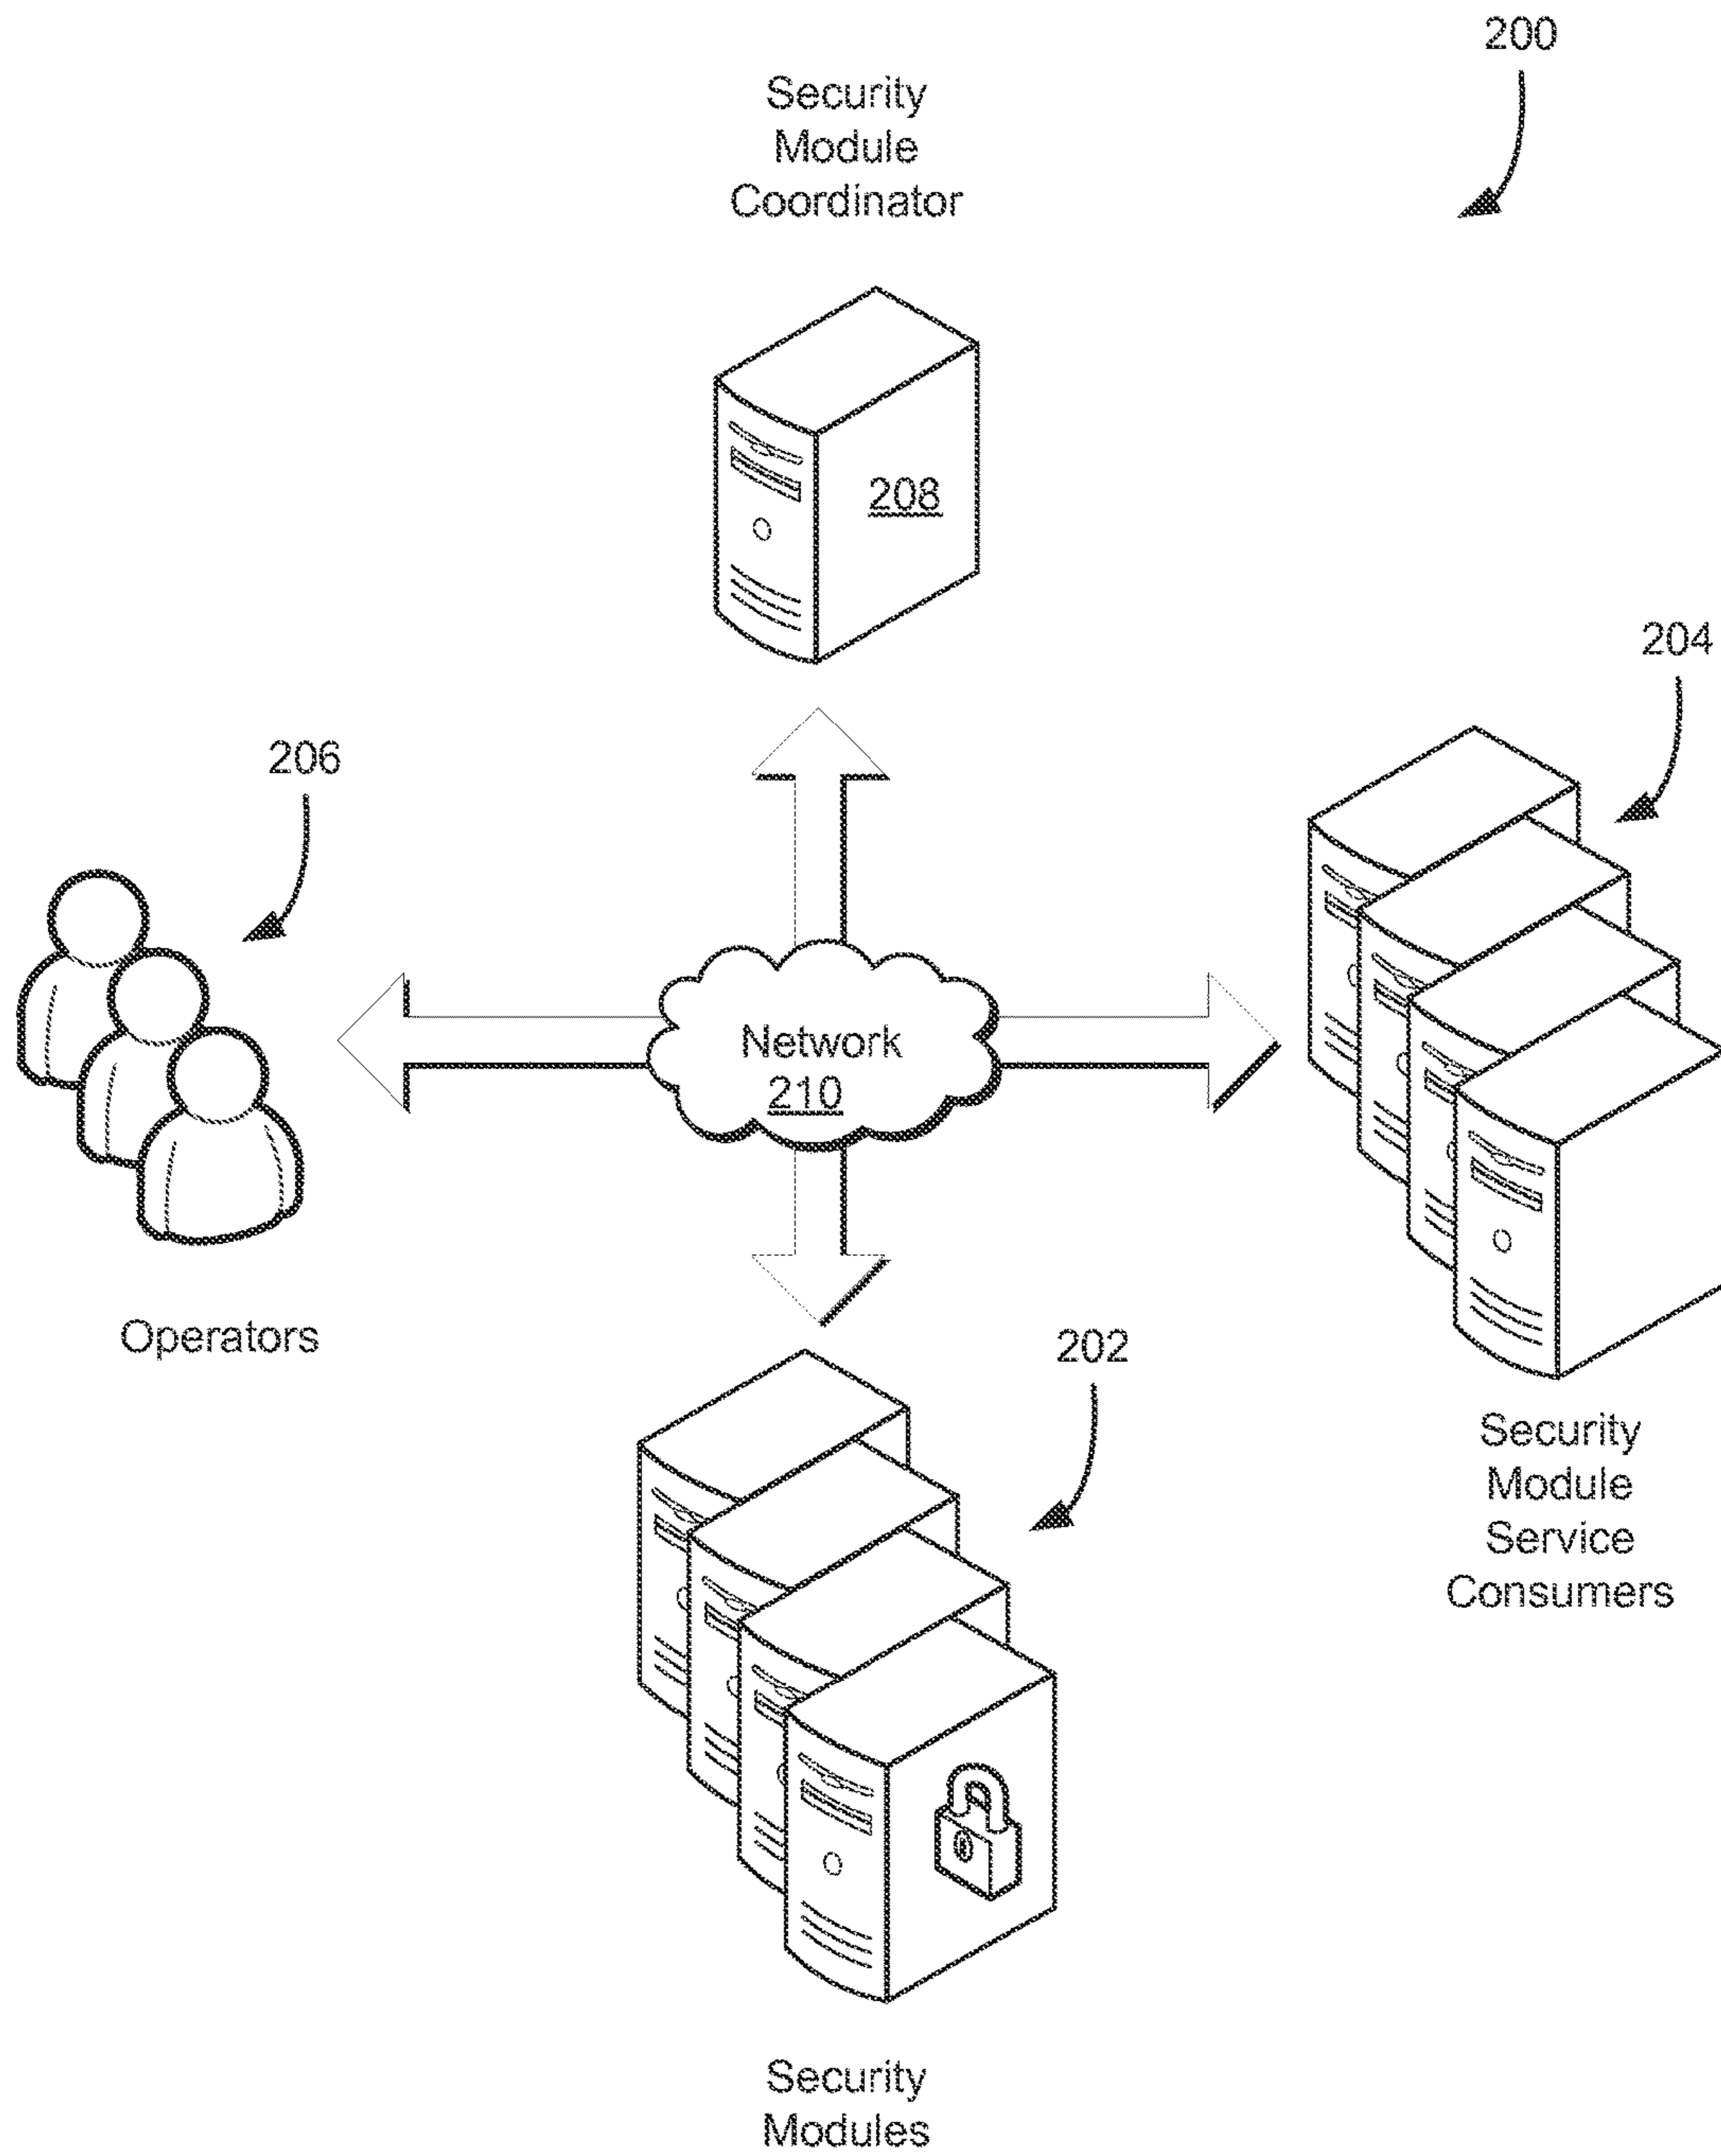 200
Security
Module
Coordinator
208
204
206
Network
210
Operators
202
Security
Module
Service
Consumers
Security
Modules